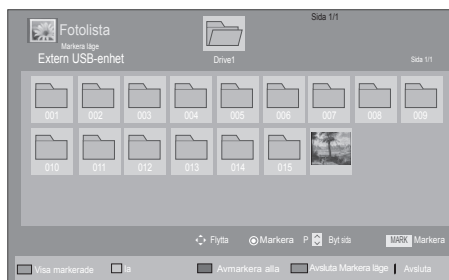 Sida 1/1
Fotolista
Markera läge
Extern USB-enhet
Drive1
Sida 1/1
001 002 003 004 005 006 007 008 009
010 011 012 013 014 015
Flytta Markera P Byt sida MARK Markera
Visa markerade la Avmarkera alla Avsluta Markera läge Avsluta